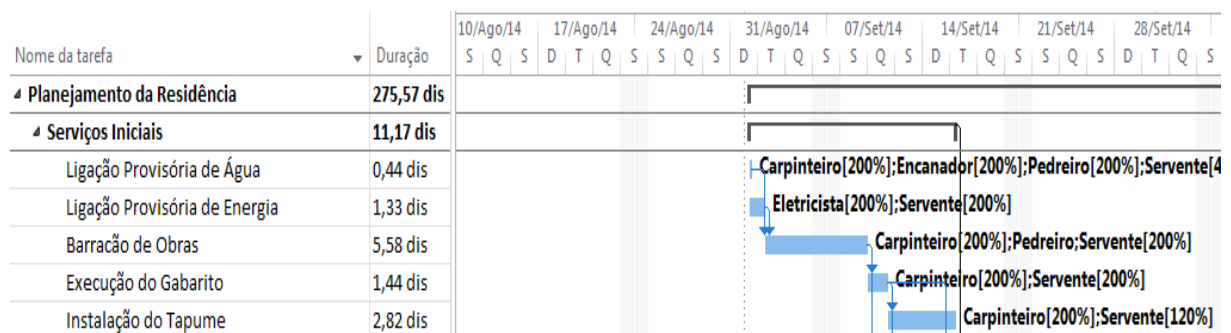 10/Ago/14 17/Ago/14 24/Ago/14 31/Ago/14 07/Set/14 14/Set/14 21/Set/14 28/Set/14
Nome da tarefa Duração S Q S D T Q S S Q S D T Q S S Q S D T Q S S Q S D T Q S
Planejamento da Residência 275,57 dis
Serviços Iniciais 11,17 dis
Ligação Provisória de Água 0,44 dis Carpinteiro[200%];Encanador[200%];Pedreiro[200%];Servente[4
Ligação Provisória de Energia 1,33 dis Eletricista[200%];Servente[200%]
Barracão de Obras 5,58 dis Carpinteiro[200%];Pedreiro;Servente[200%]
Execução do Gabarito 1,44 dis Carpinteiro[200%];Servente[200%]
Instalação do Tapume 2,82 dis Carpinteiro[200%];Servente[120%]